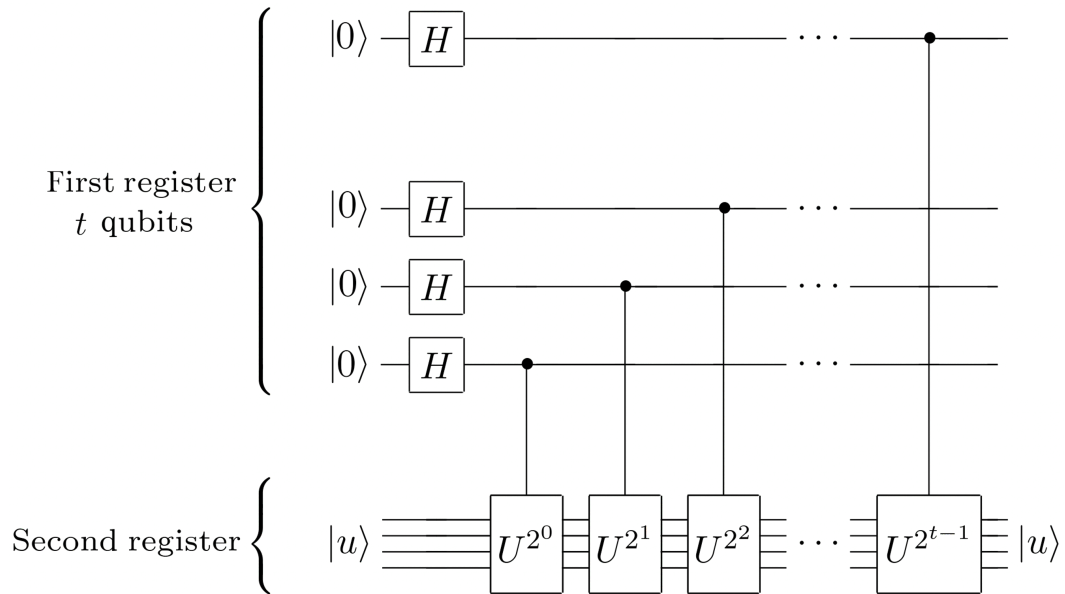 |0⟩ H ···
First register
t qubits
|0⟩ H ···
|0⟩ H ···
|0⟩ H ···
Second register |u⟩ U^{2^0} U^{2^1} U^{2^2} ··· U^{2^{t-1}} |u⟩